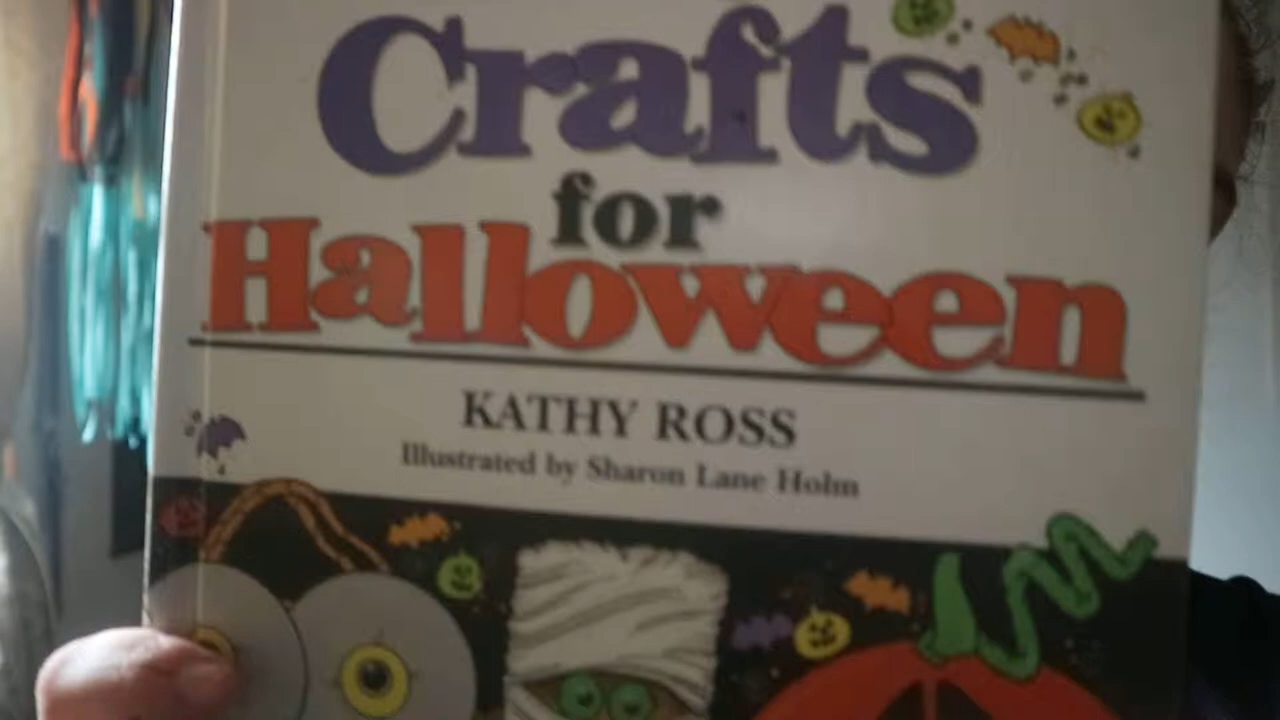 Crafts
for
Halloween
KATHY ROSS
Illustrated by Sharon Lane Holm